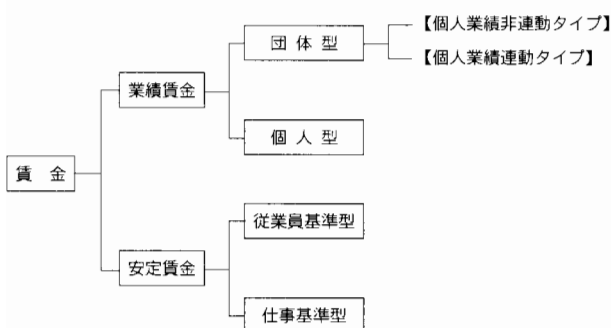 賃 金
業績賃金
団 体 型
【個人業績非連動タイプ】
【個人業績連動タイプ】
個 人 型
安定賃金
従業員基準型
仕事基準型